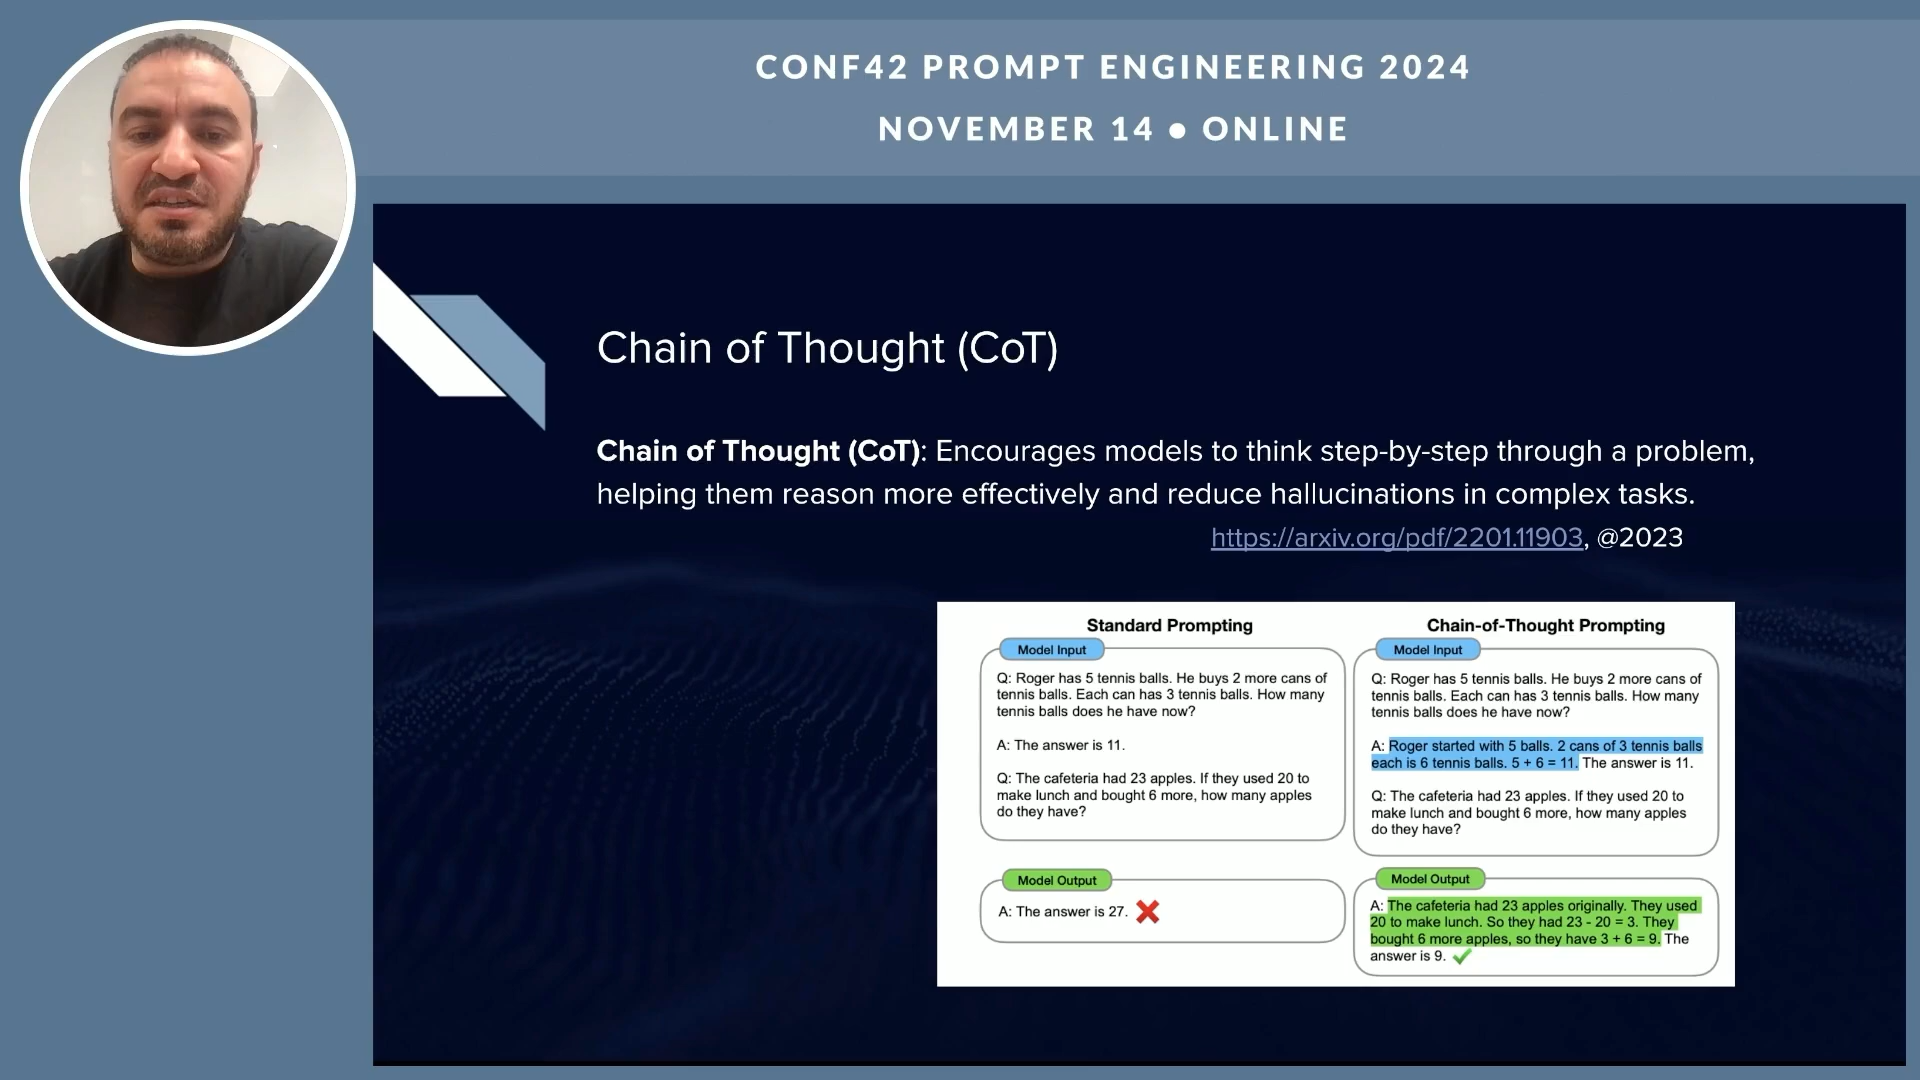 CONF42 PROMPT ENGINEERING 2024
NOVEMBER 14 ● ONLINE
Chain of Thought (CoT)
Chain of Thought (CoT): Encourages models to think step-by-step through a problem,
helping them reason more effectively and reduce hallucinations in complex tasks.
https://arxiv.org/pdf/2201.11903, @2023
Standard Prompting
Model Input
Q: Roger has 5 tennis balls. He buys 2 more cans of
tennis balls. Each can has 3 tennis balls. How many
tennis balls does he have now?
A: The answer is 11.
Q: The cafeteria had 23 apples. If they used 20 to
make lunch and bought 6 more, how many apples
do they have?
Model Output
A: The answer is 27.
Chain-of-Thought Prompting
Model Input
Q: Roger has 5 tennis balls. He buys 2 more cans of
tennis balls. Each can has 3 tennis balls. How many
tennis balls does he have now?
A: Roger started with 5 balls. 2 cans of 3 tennis balls
each is 6 tennis balls. 5 + 6 = 11. The answer is 11.
Q: The cafeteria had 23 apples. If they used 20 to
make lunch and bought 6 more, how many apples
do they have?
Model Output
A: The cafeteria had 23 apples originally. They used
20 to make lunch. So they had 23 - 20 = 3. They
bought 6 more apples, so they have 3 + 6 = 9. The
answer is 9.